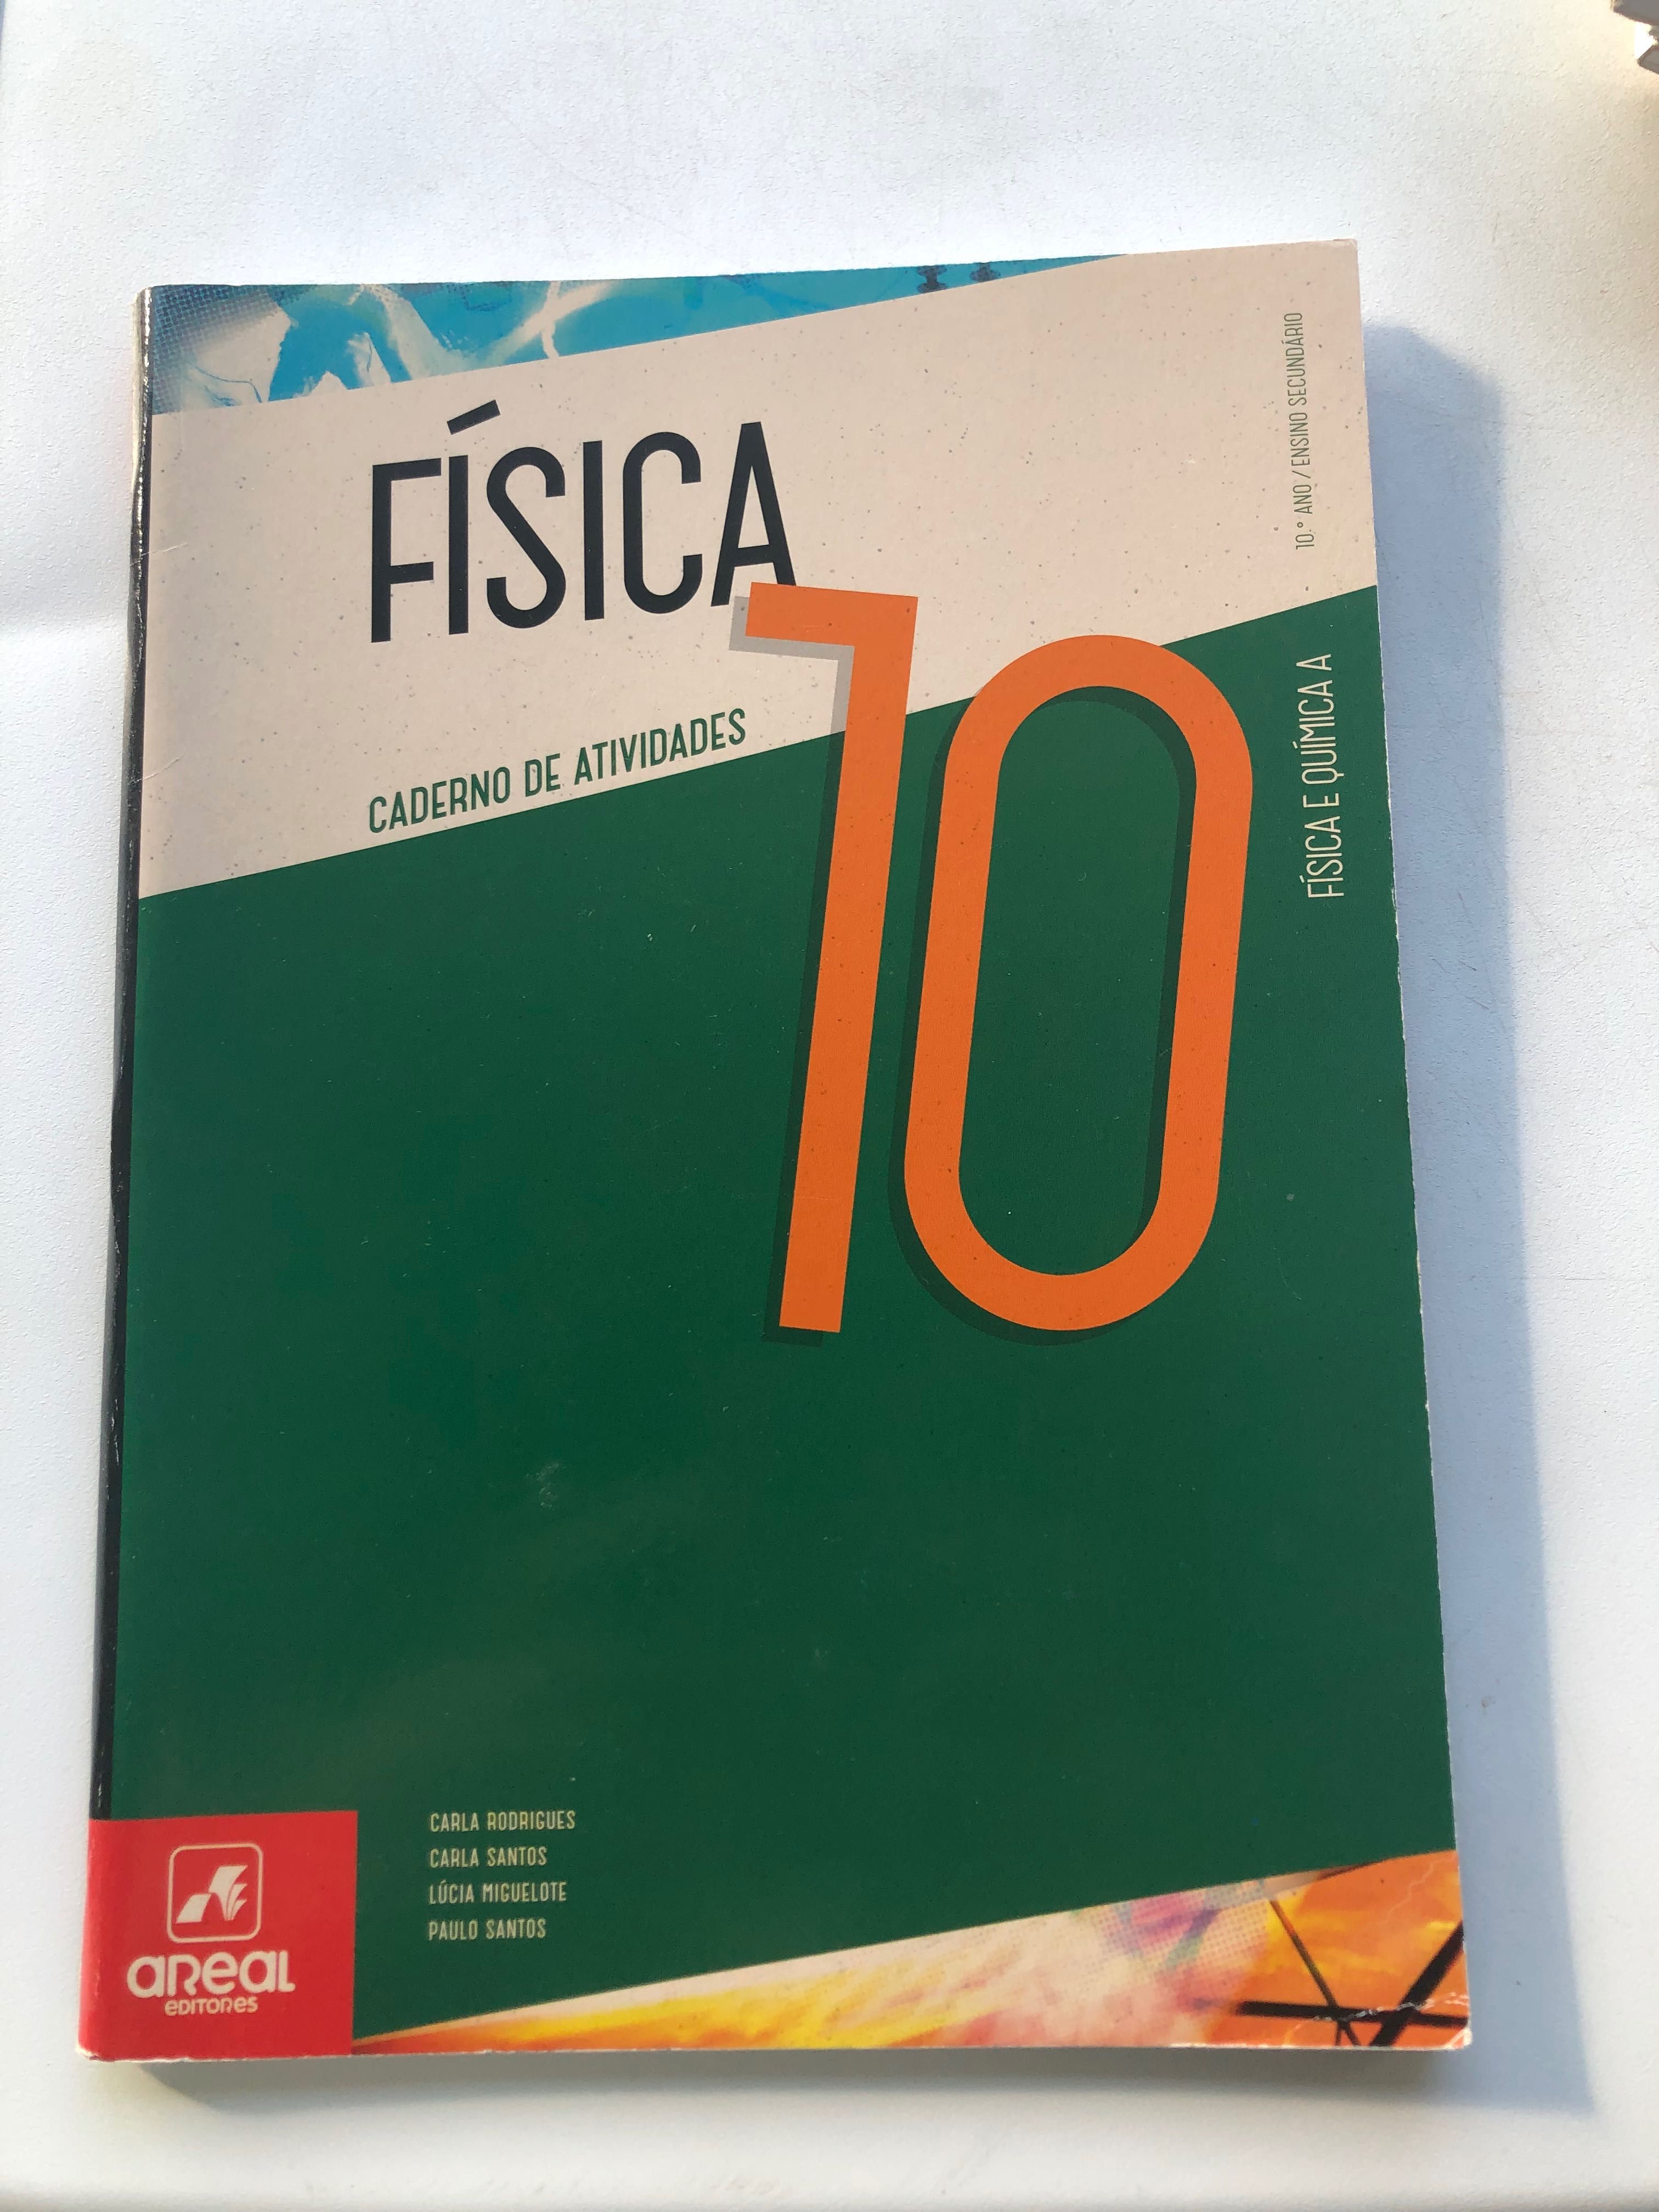 FÍSICA
10
CADERNO DE ATIVIDADES
10.º ANO / ENSINO SECUNDÁRIO
FÍSICA E QUÍMICA A
CARLA RODRIGUES
CARLA SANTOS
LÚCIA MIGUELOTE
PAULO SANTOS
aREaL
EDITORES